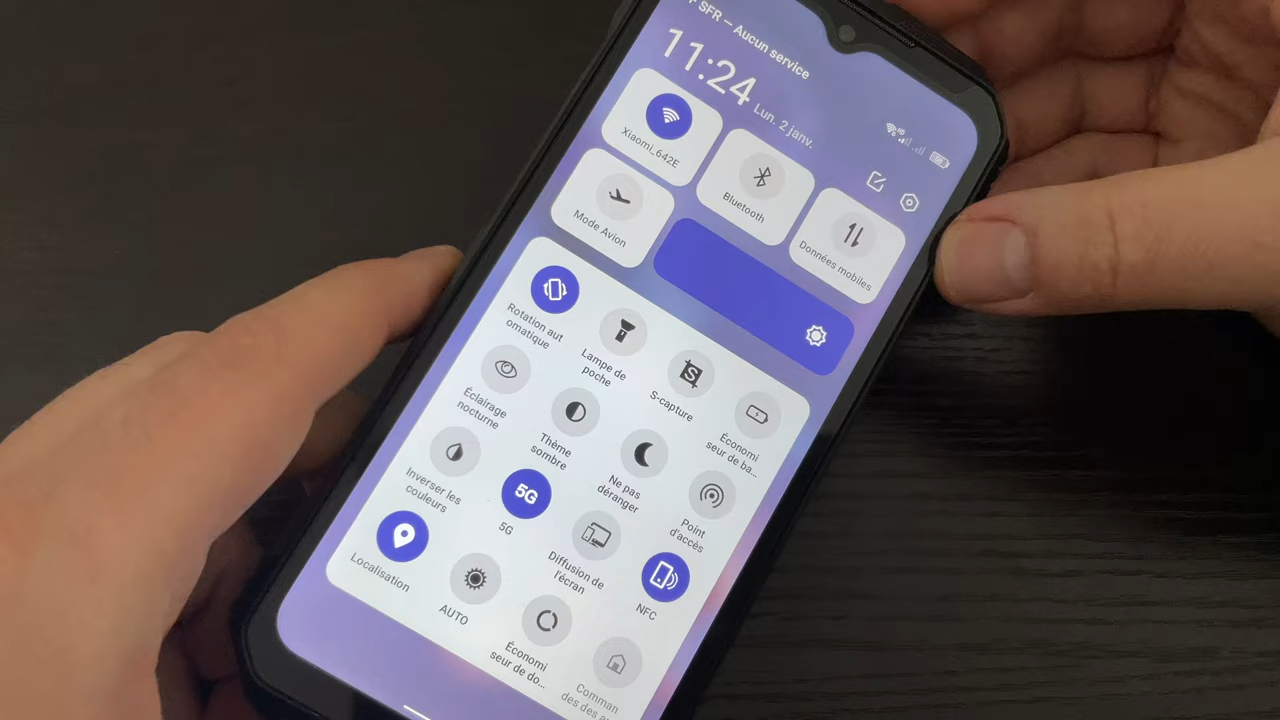 F SFR — Aucun service
11:24
Lun. 2 janv.
HD
Xiaomi_642E
Bluetooth
Données mobiles
Mode Avion
Rotation aut
omatique
Lampe de
poche
S
S-capture
Économi
seur de ba...
Éclairage
nocturne
Thème
sombre
Ne pas
déranger
Point
d'accès
Inverser les
couleurs
5G
5G
Diffusion de
l'écran
NFC
Localisation
AUTO
Économi
seur de do...
Comman
des des a